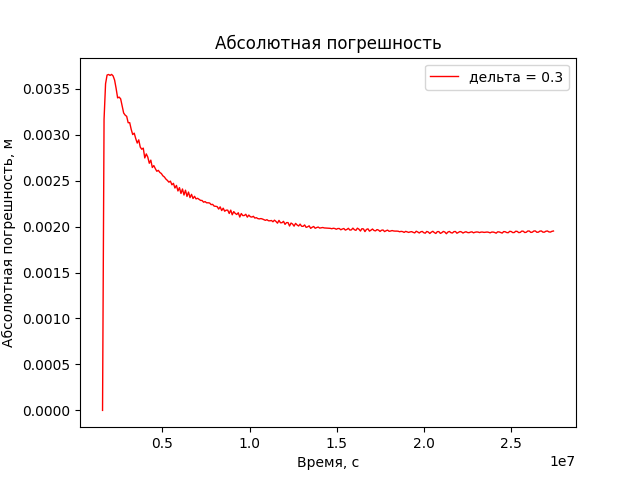 Абсолютная погрешность
дельта = 0.3
Абсолютная погрешность, м
0.0035
0.0030
0.0025
0.0020
0.0015
0.0010
0.0005
0.0000
0.5
1.0
1.5
2.0
2.5
1e7
Время, с